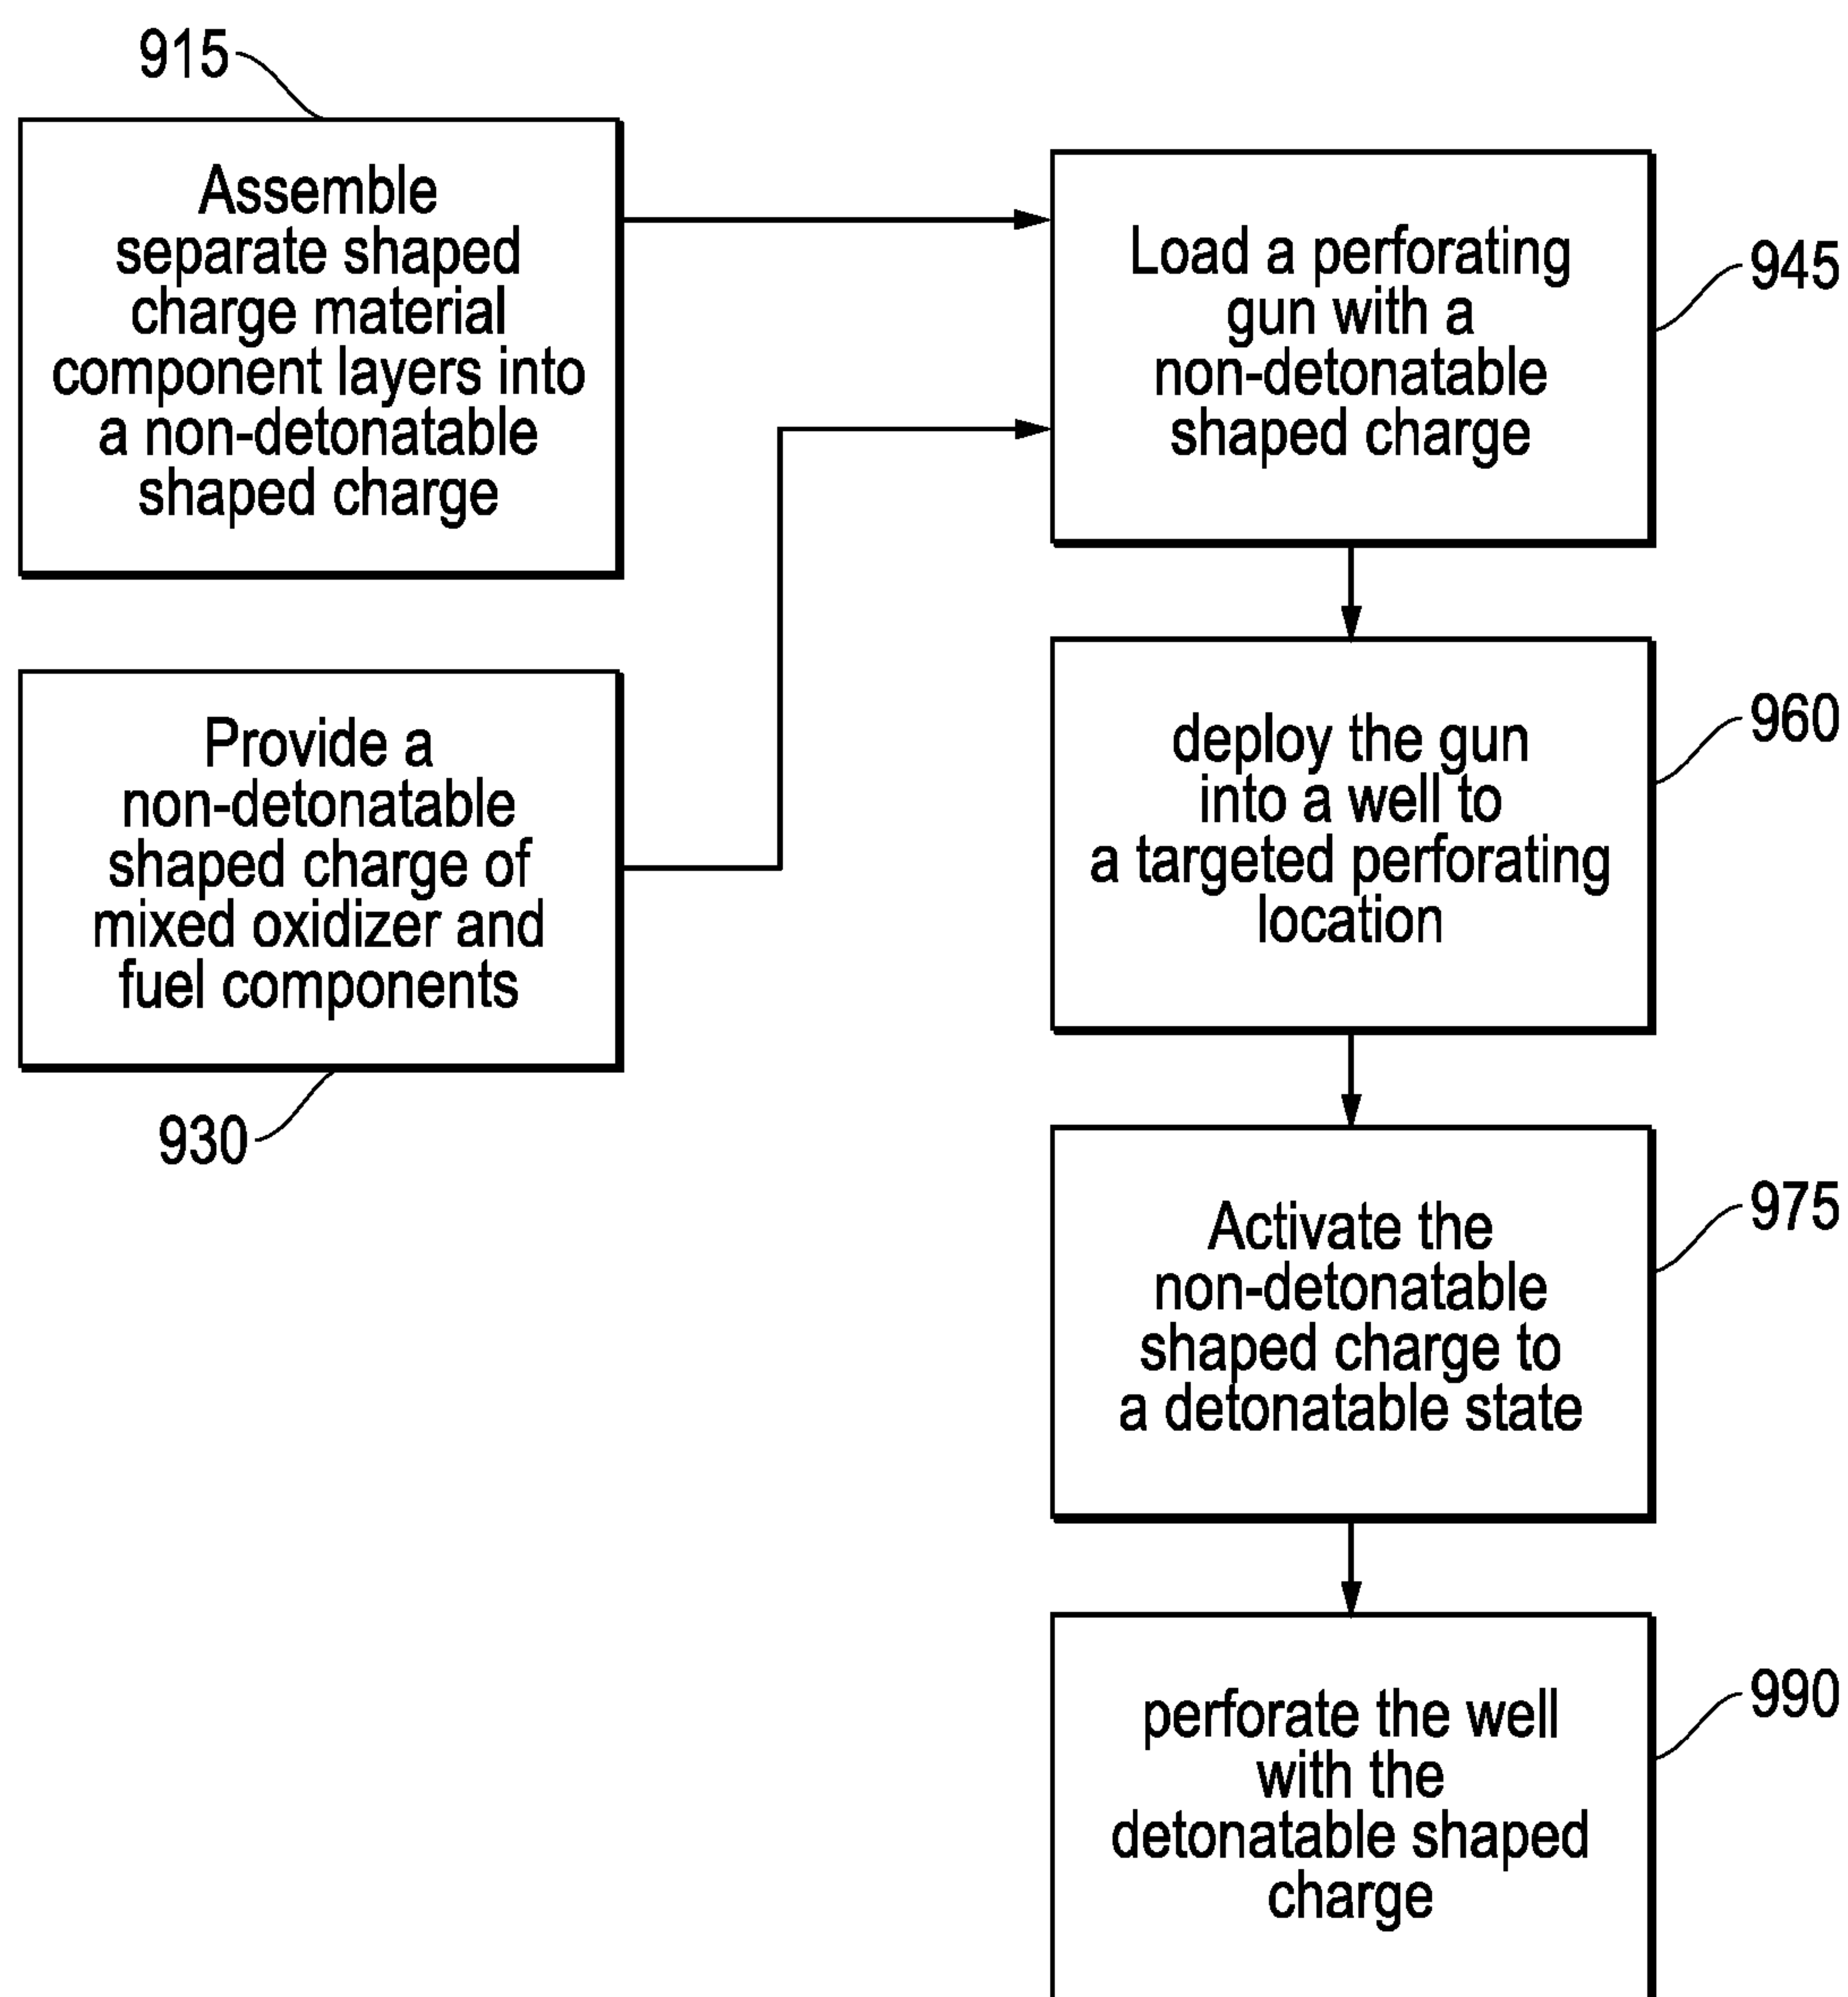 915
Assemble
separate shaped
charge material
component layers into
a non-detonatable
shaped charge
Provide a
non-detonatable
shaped charge of
mixed oxidizer and
fuel components
930
Load a perforating
gun with a
non-detonatable
shaped charge
945
deploy the gun
into a well to
a targeted perforating
location
960
Activate the
non-detonatable
shaped charge to
a detonatable state
975
perforate the well
with the
detonatable shaped
charge
990